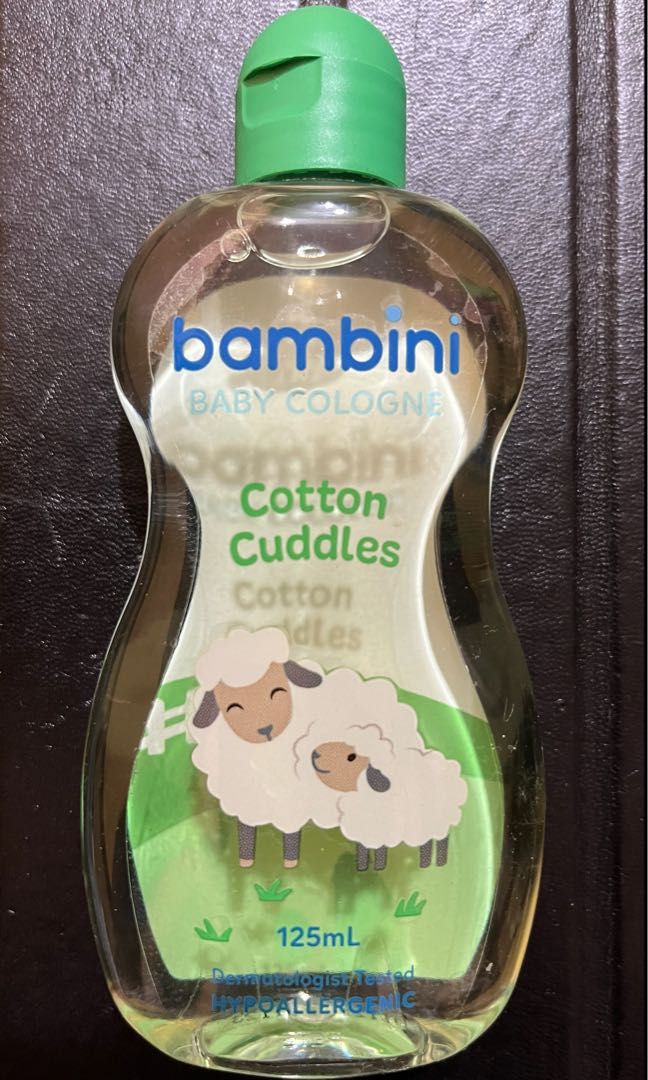 bambini
BABY COLOGNE
Cotton
Cuddles
125mL
Dermatologist Tested
HYPOALLERGENIC